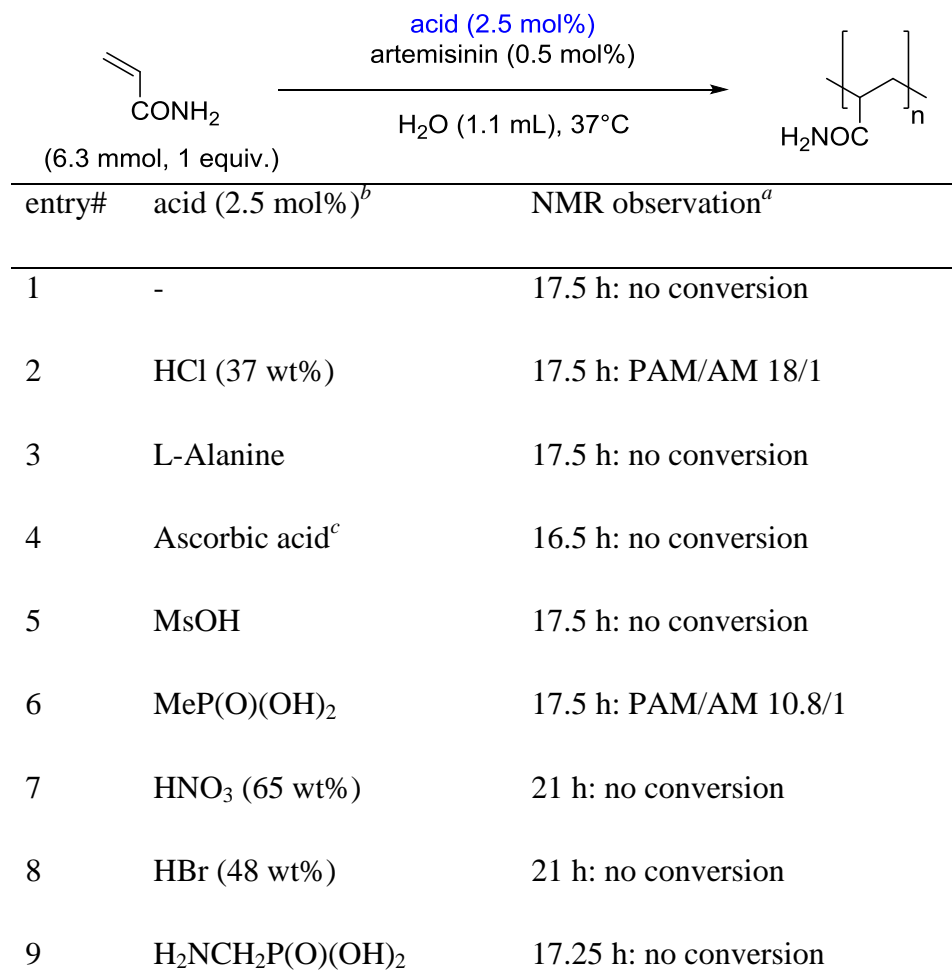 acid (2.5 mol%)
artemisinin (0.5 mol%)
CONH₂
H₂O (1.1 mL), 37°C
n
H₂NOC
(6.3 mmol, 1 equiv.)
entry# acid (2.5 mol%)ᵇ NMR observationᵃ
1 - 17.5 h: no conversion
2 HCl (37 wt%) 17.5 h: PAM/AM 18/1
3 L-Alanine 17.5 h: no conversion
4 Ascorbic acidᶜ 16.5 h: no conversion
5 MsOH 17.5 h: no conversion
6 MeP(O)(OH)₂ 17.5 h: PAM/AM 10.8/1
7 HNO₃ (65 wt%) 21 h: no conversion
8 HBr (48 wt%) 21 h: no conversion
9 H₂NCH₂P(O)(OH)₂ 17.25 h: no conversion